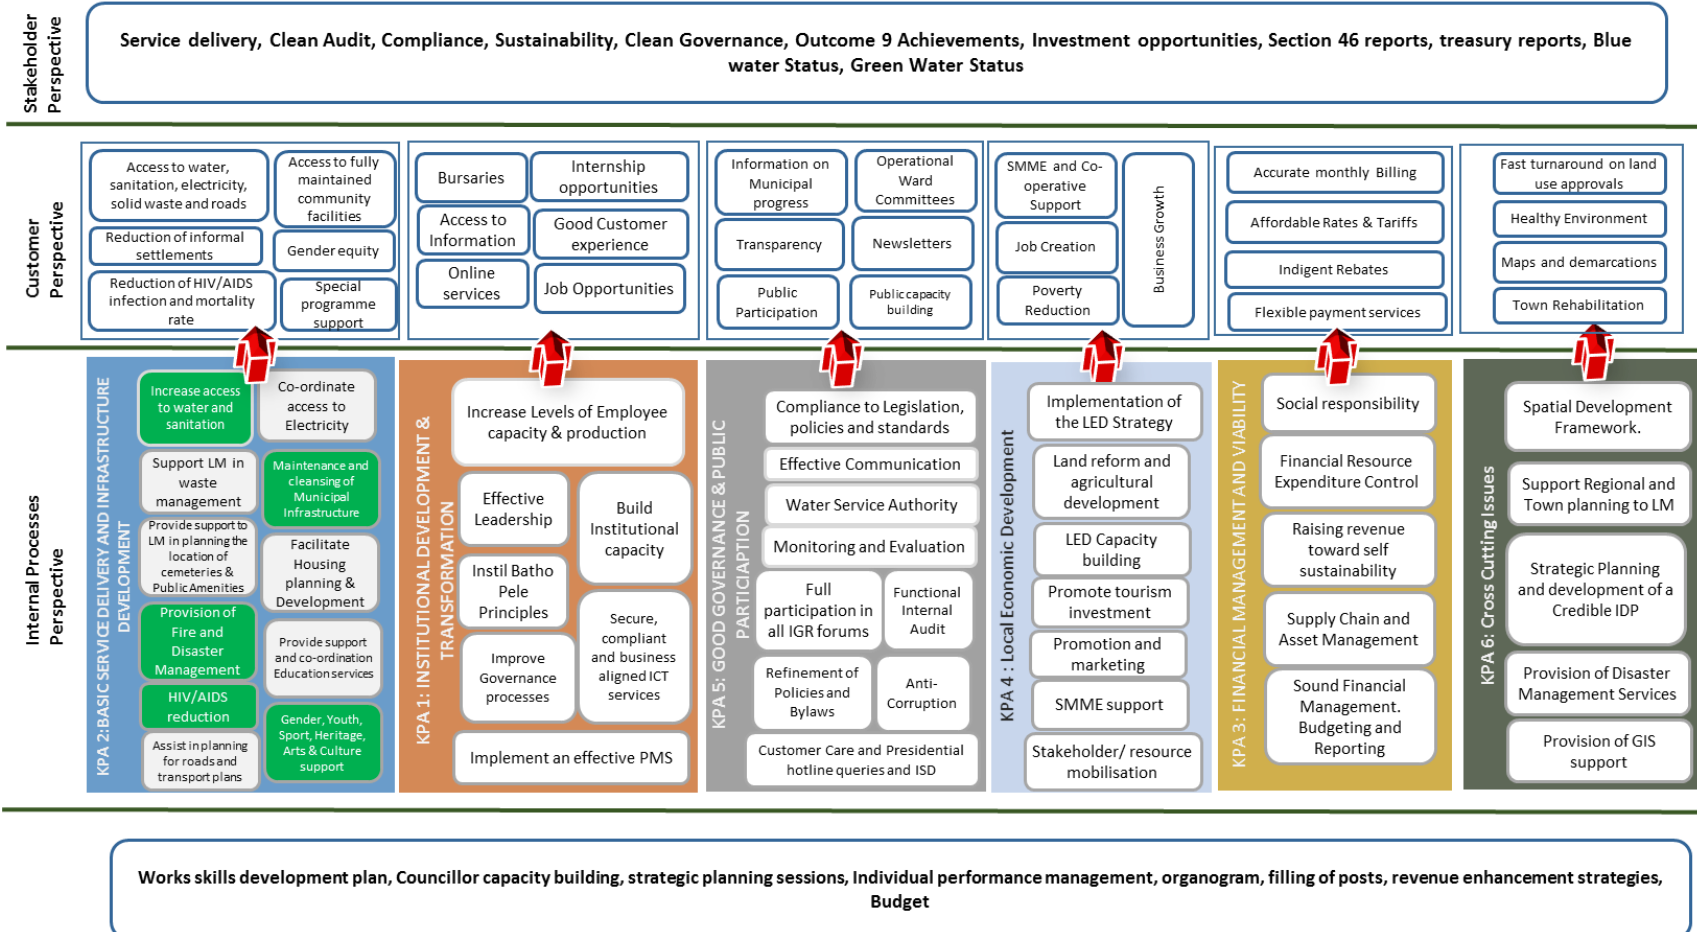 Stakeholder
Perspective
Service delivery, Clean Audit, Compliance, Sustainability, Clean Governance, Outcome 9 Achievements, Investment opportunities, Section 46 reports, treasury reports, Blue
water Status, Green Water Status
Customer
Perspective
Access to water,
sanitation, electricity,
solid waste and roads
Access to fully
maintained
community
facilities
Reduction of informal
settlements
Gender equity
Reduction of HIV/AIDS
infection and mortality
rate
Special
programme
support
Bursaries
Internship
opportunities
Access to
Information
Good Customer
experience
Online
services
Job Opportunities
Information on
Municipal
progress
Operational
Ward
Committees
Transparency
Newsletters
Public
Participation
Public capacity
building
SMME and Co-
operative
Support
Job Creation
Poverty
Reduction
Business Growth
Accurate monthly Billing
Affordable Rates & Tariffs
Indigent Rebates
Flexible payment services
Fast turnaround on land
use approvals
Healthy Environment
Maps and demarcations
Town Rehabilitation
Internal Processes
Perspective
KPA 2:BASIC SERVICE DELIVERY AND INFRASTRUCTURE
DEVELOPMENT
Increase access
to water and
sanitation
Co-ordinate
access to
Electricity
Support LM in
waste
management
Maintenance and
cleansing of
Municipal
Infrastructure
Provide support to
LM in planning the
location of
cemeteries &
Public Amenities
Facilitate
Housing
planning &
Development
Provision of
Fire and
Disaster
Management
Provide support
and co-ordination
Education services
HIV/AIDS
reduction
Gender, Youth,
Sport, Heritage,
Arts & Culture
support
Assist in planning
for roads and
transport plans
KPA 1: INSTITUTIONAL DEVELOPMENT &
TRANSFORMATION
Increase Levels of Employee
capacity & production
Effective
Leadership
Build
Institutional
capacity
Instil Batho
Pele
Principles
Secure,
compliant
and business
aligned ICT
services
Improve
Governance
processes
Implement an effective PMS
KPA 5: GOOD GOVERNANCE & PUBLIC
PARTICIAPTION
Compliance to Legislation,
policies and standards
Effective Communication
Water Service Authority
Monitoring and Evaluation
Full
participation in
all IGR forums
Functional
Internal
Audit
Refinement of
Policies and
Bylaws
Anti-
Corruption
Customer Care and Presidential
hotline queries and ISD
KPA 4 : Local Economic Development
Implementation of
the LED Strategy
Land reform and
agricultural
development
LED Capacity
building
Promote tourism
investment
Promotion and
marketing
SMME support
Stakeholder/ resource
mobilisation
KPA 3: FINANCIAL MANAGEMENT AND VIABILITY
Social responsibility
Financial Resource
Expenditure Control
Raising revenue
toward self
sustainability
Supply Chain and
Asset Management
Sound Financial
Management.
Budgeting and
Reporting
KPA 6: Cross Cutting Issues
Spatial Development
Framework.
Support Regional and
Town planning to LM
Strategic Planning
and development of a
Credible IDP
Provision of Disaster
Management Services
Provision of GIS
support
Works skills development plan, Councillor capacity building, strategic planning sessions, Individual performance management, organogram, filling of posts, revenue enhancement strategies,
Budget